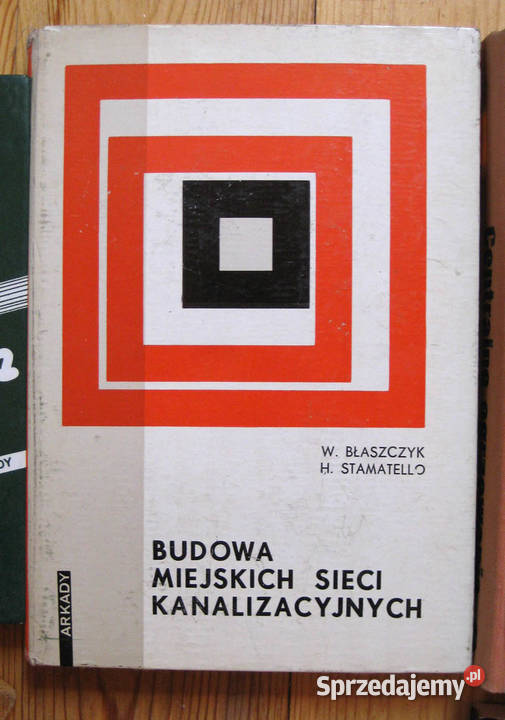 W. BŁASZCZYK
H. STAMATELLO
BUDOWA
MIEJSKICH SIECI
KANALIZACYJNYCH
ARKADY
Sprzedajemy.pl